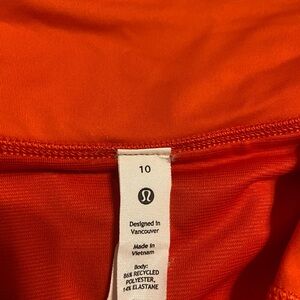 10
Designed in
Vancouver
Made in
Vietnam
Body:
86% RECYCLED
POLYESTER,
14% ELASTANE